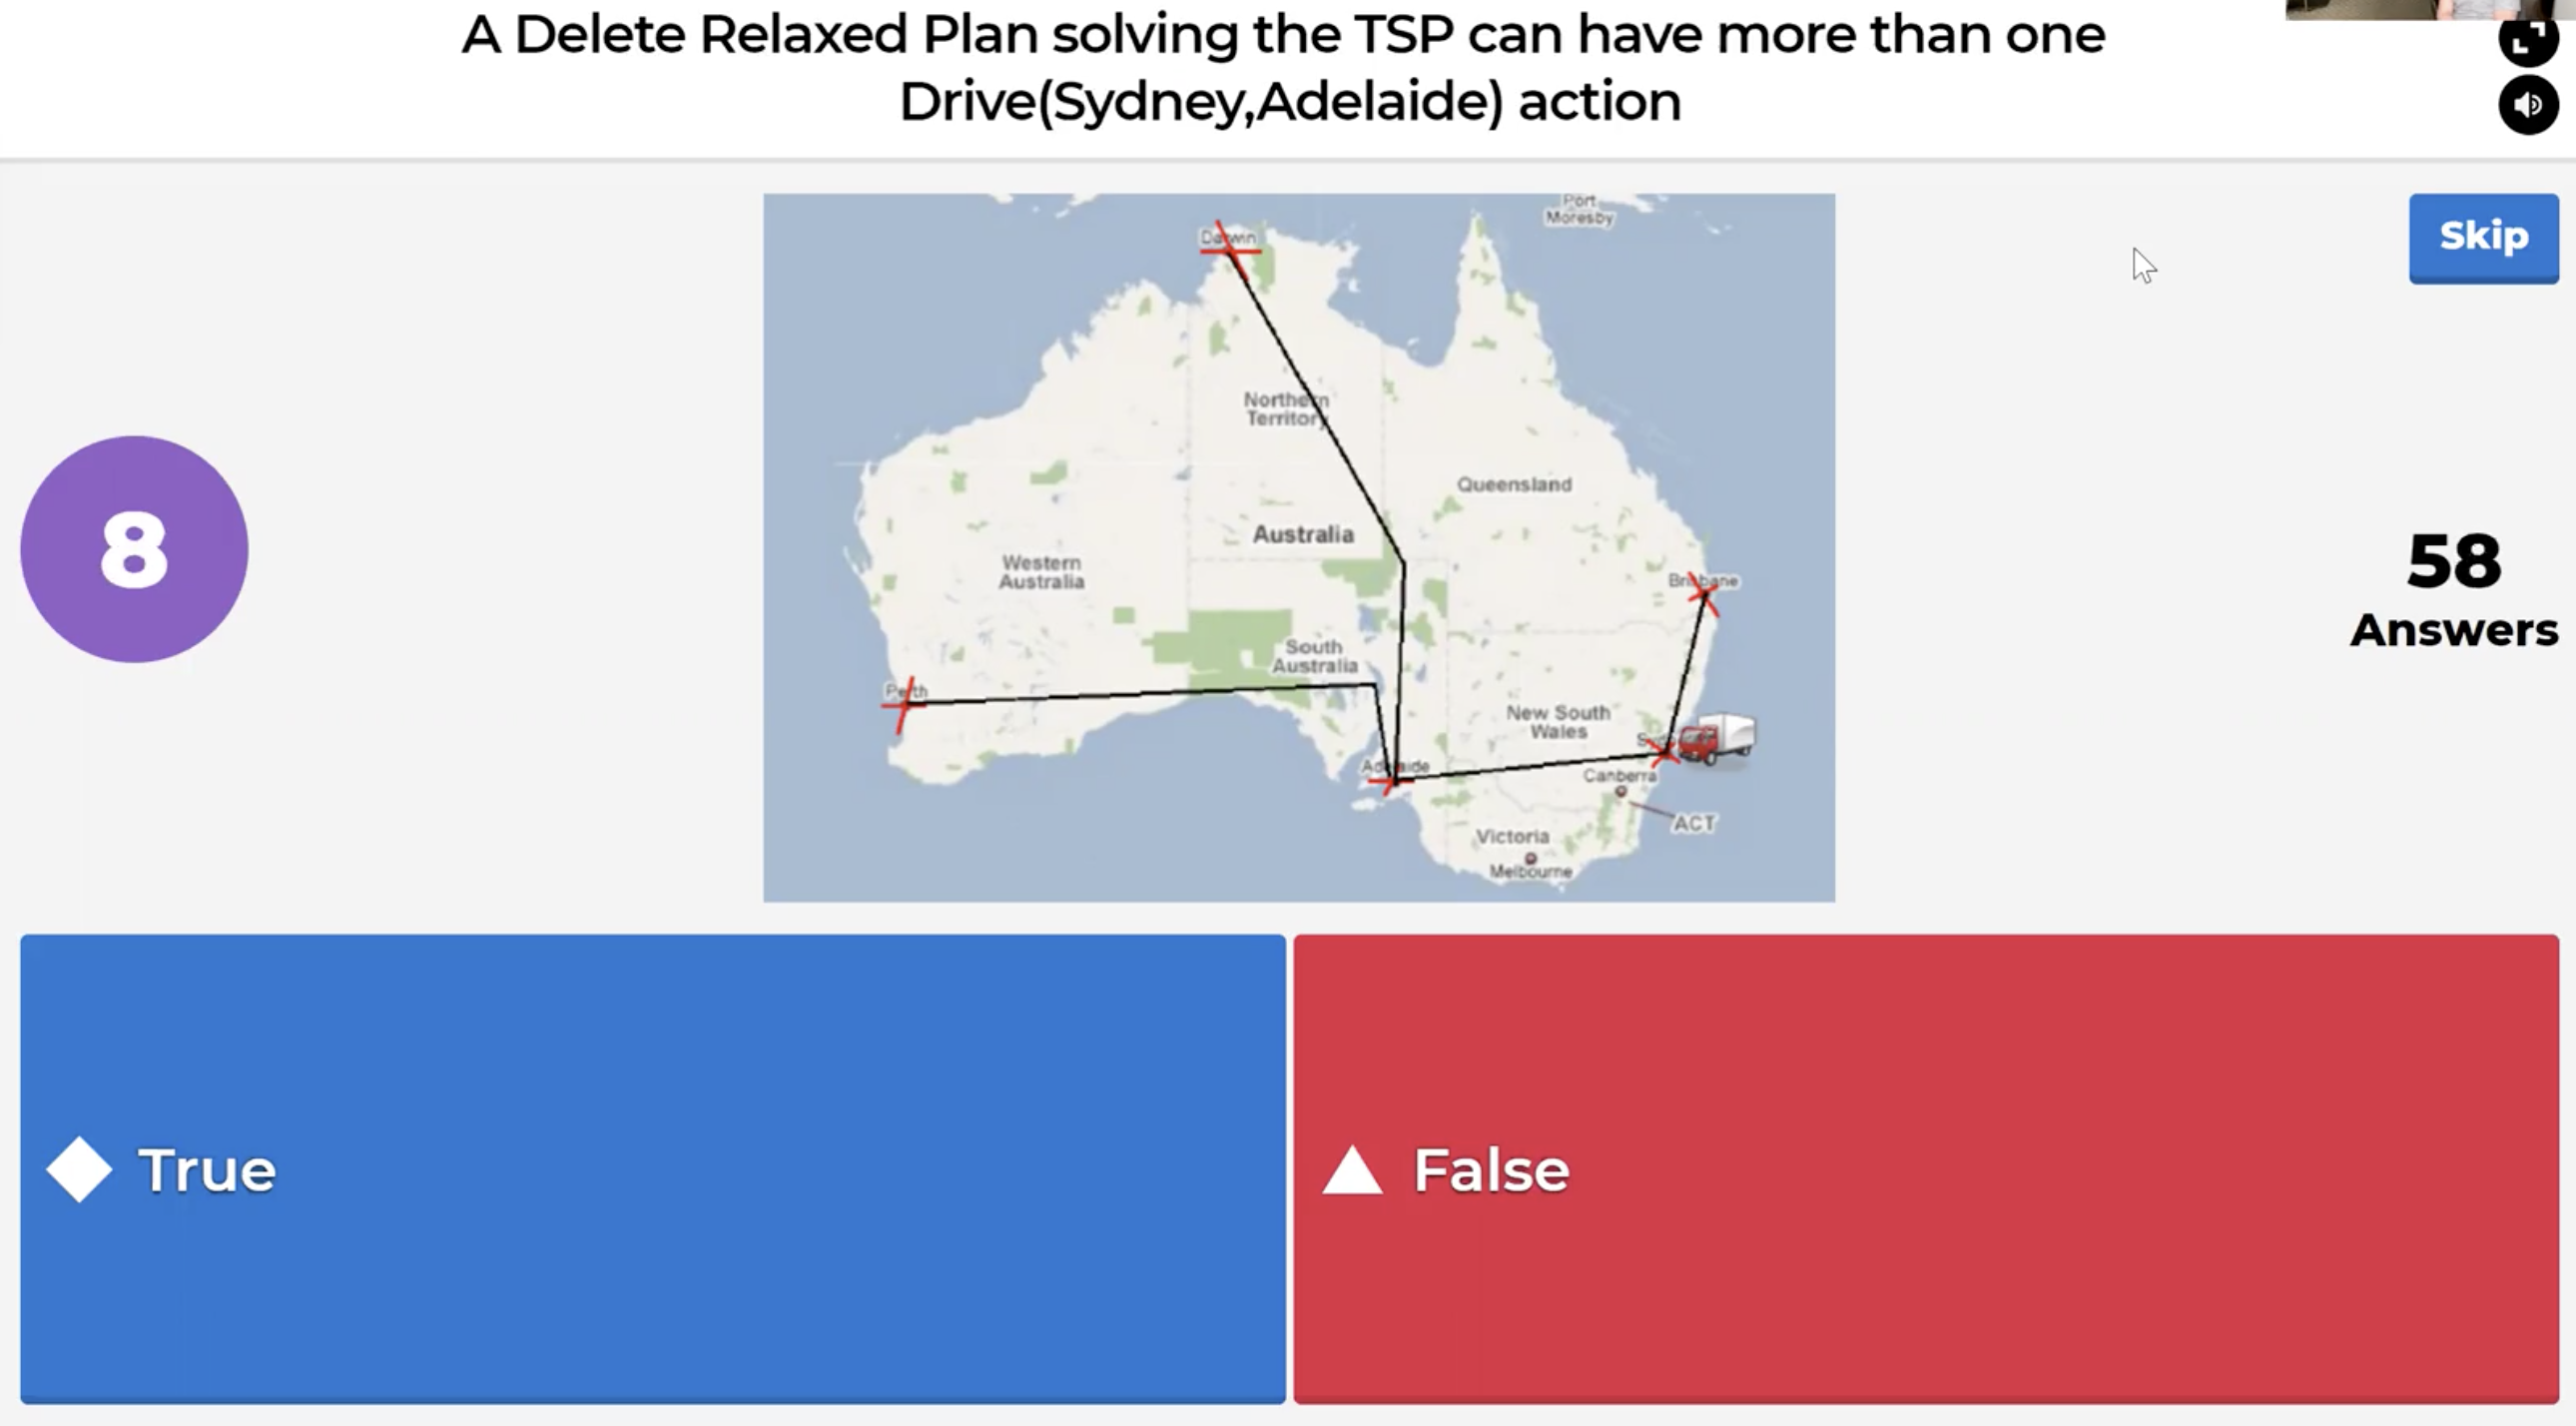 A Delete Relaxed Plan solving the TSP can have more than one
Drive(Sydney,Adelaide) action
Skip
Port
Moresby
Darwin
Northern
Territory
Queensland
Australia
Western
Australia
Brisbane
South
Australia
Perth
New South
Wales
Adelaide
Canberra
ACT
Victoria
Melbourne
8
58
Answers
True
False